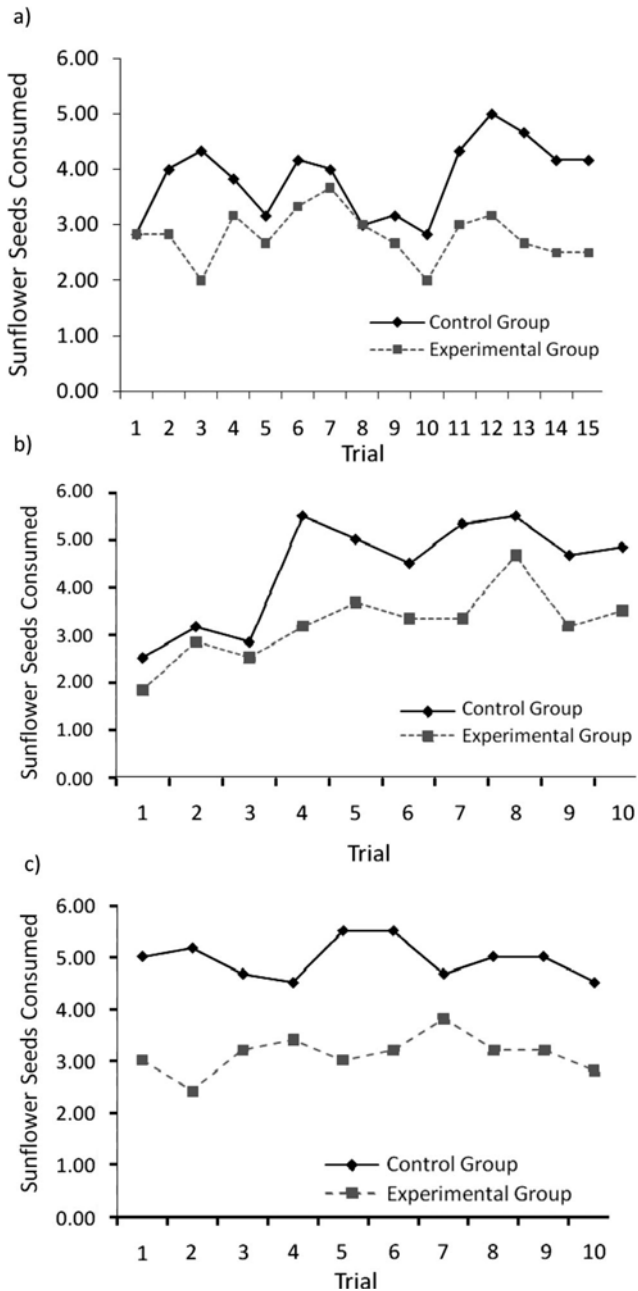 a)
6.00
5.00
4.00
3.00
2.00
1.00
0.00
Sunflower Seeds Consumed
Control Group
Experimental Group
1 2 3 4 5 6 7 8 9 10 11 12 13 14 15
Trial
b)
6.00
5.00
4.00
3.00
2.00
1.00
0.00
Sunflower Seeds Consumed
Control Group
Experimental Group
1 2 3 4 5 6 7 8 9 10
Trial
c)
6.00
5.00
4.00
3.00
2.00
1.00
0.00
Sunflower Seeds Consumed
Control Group
Experimental Group
1 2 3 4 5 6 7 8 9 10
Trial